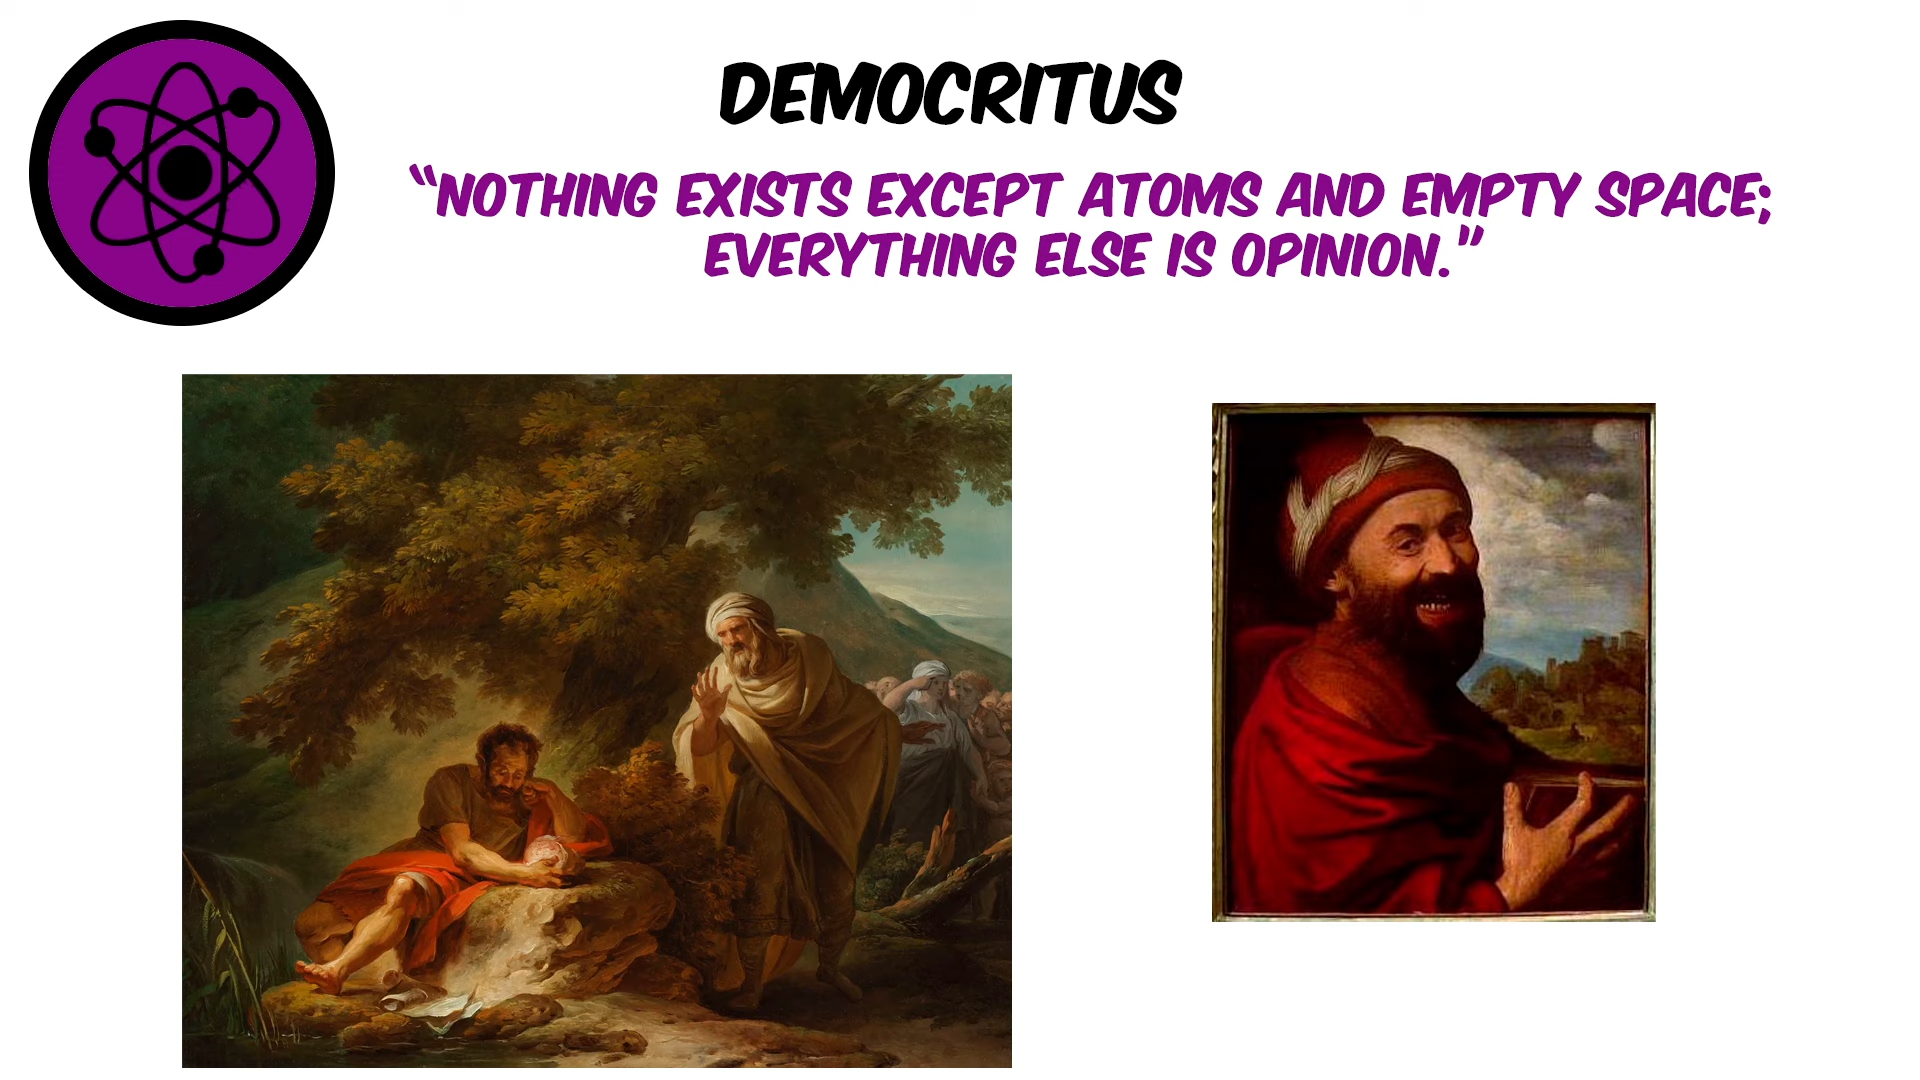 DEMOCRITUS
“NOTHING EXISTS EXCEPT ATOMS AND EMPTY SPACE;
EVERYTHING ELSE IS OPINION.”